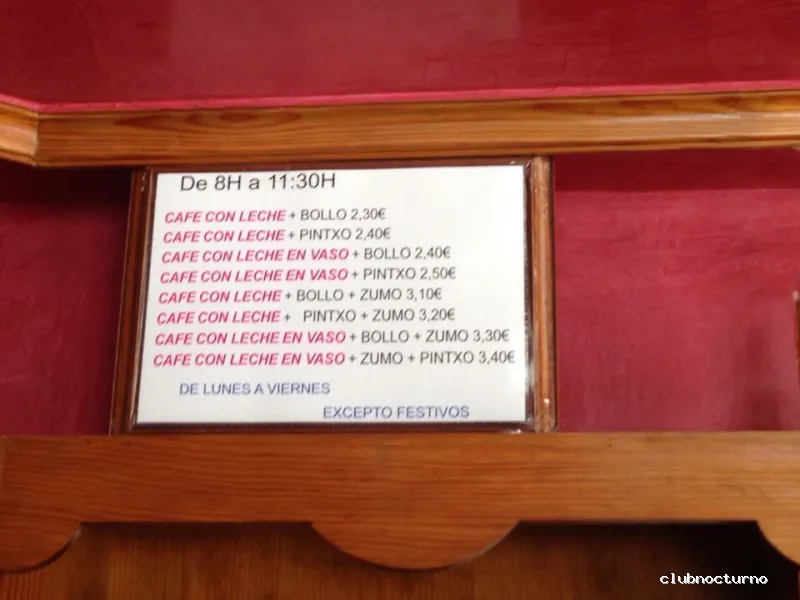 De 8H a 11:30H
CAFE CON LECHE + BOLLO 2,30€
CAFE CON LECHE + PINTXO 2,40€
CAFE CON LECHE EN VASO + BOLLO 2,40€
CAFE CON LECHE EN VASO + PINTXO 2,50€
CAFE CON LECHE + BOLLO + ZUMO 3,10€
CAFE CON LECHE + PINTXO + ZUMO 3,20€
CAFE CON LECHE EN VASO + BOLLO + ZUMO 3,30€
CAFE CON LECHE EN VASO + ZUMO + PINTXO 3,40€
DE LUNES A VIERNES
EXCEPTO FESTIVOS
clubnocturno